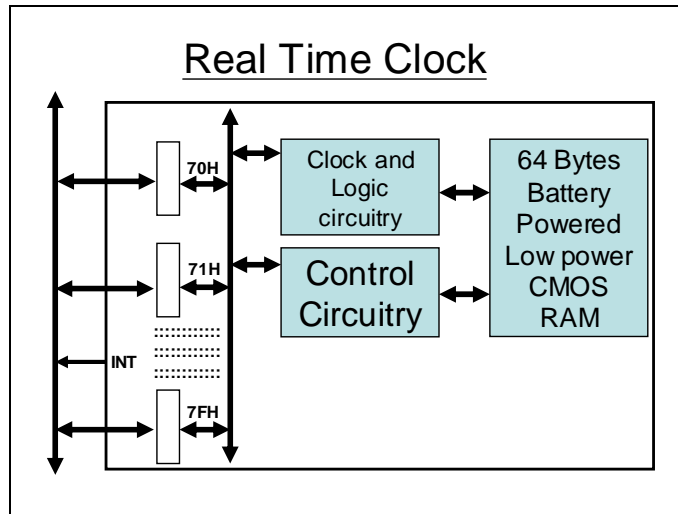 Real Time Clock
70H
71H
INT
7FH
Clock and
Logic
circuitry
Control
Circuitry
64 Bytes
Battery
Powered
Low power
CMOS
RAM